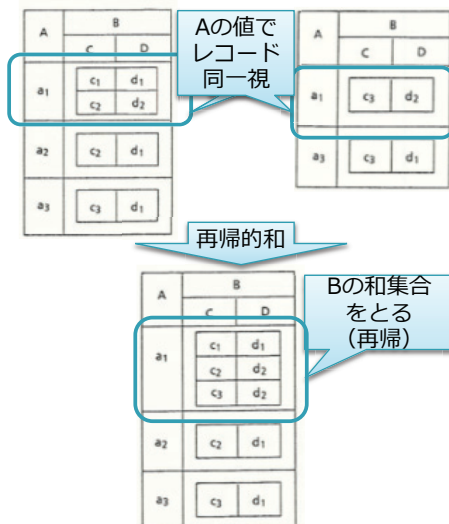 A B
C D
a1 c1 d1
c2 d2
a2 c2 d1
a3 c3 d1
Aの値で
レコード
同一視
A B
C D
a1 c3 d2
a3 c3 d1
再帰的和
A B
C D
a1 c1 d1
c2 d2
c3 d2
a2 c2 d1
a3 c3 d1
Bの和集合
をとる
（再帰）